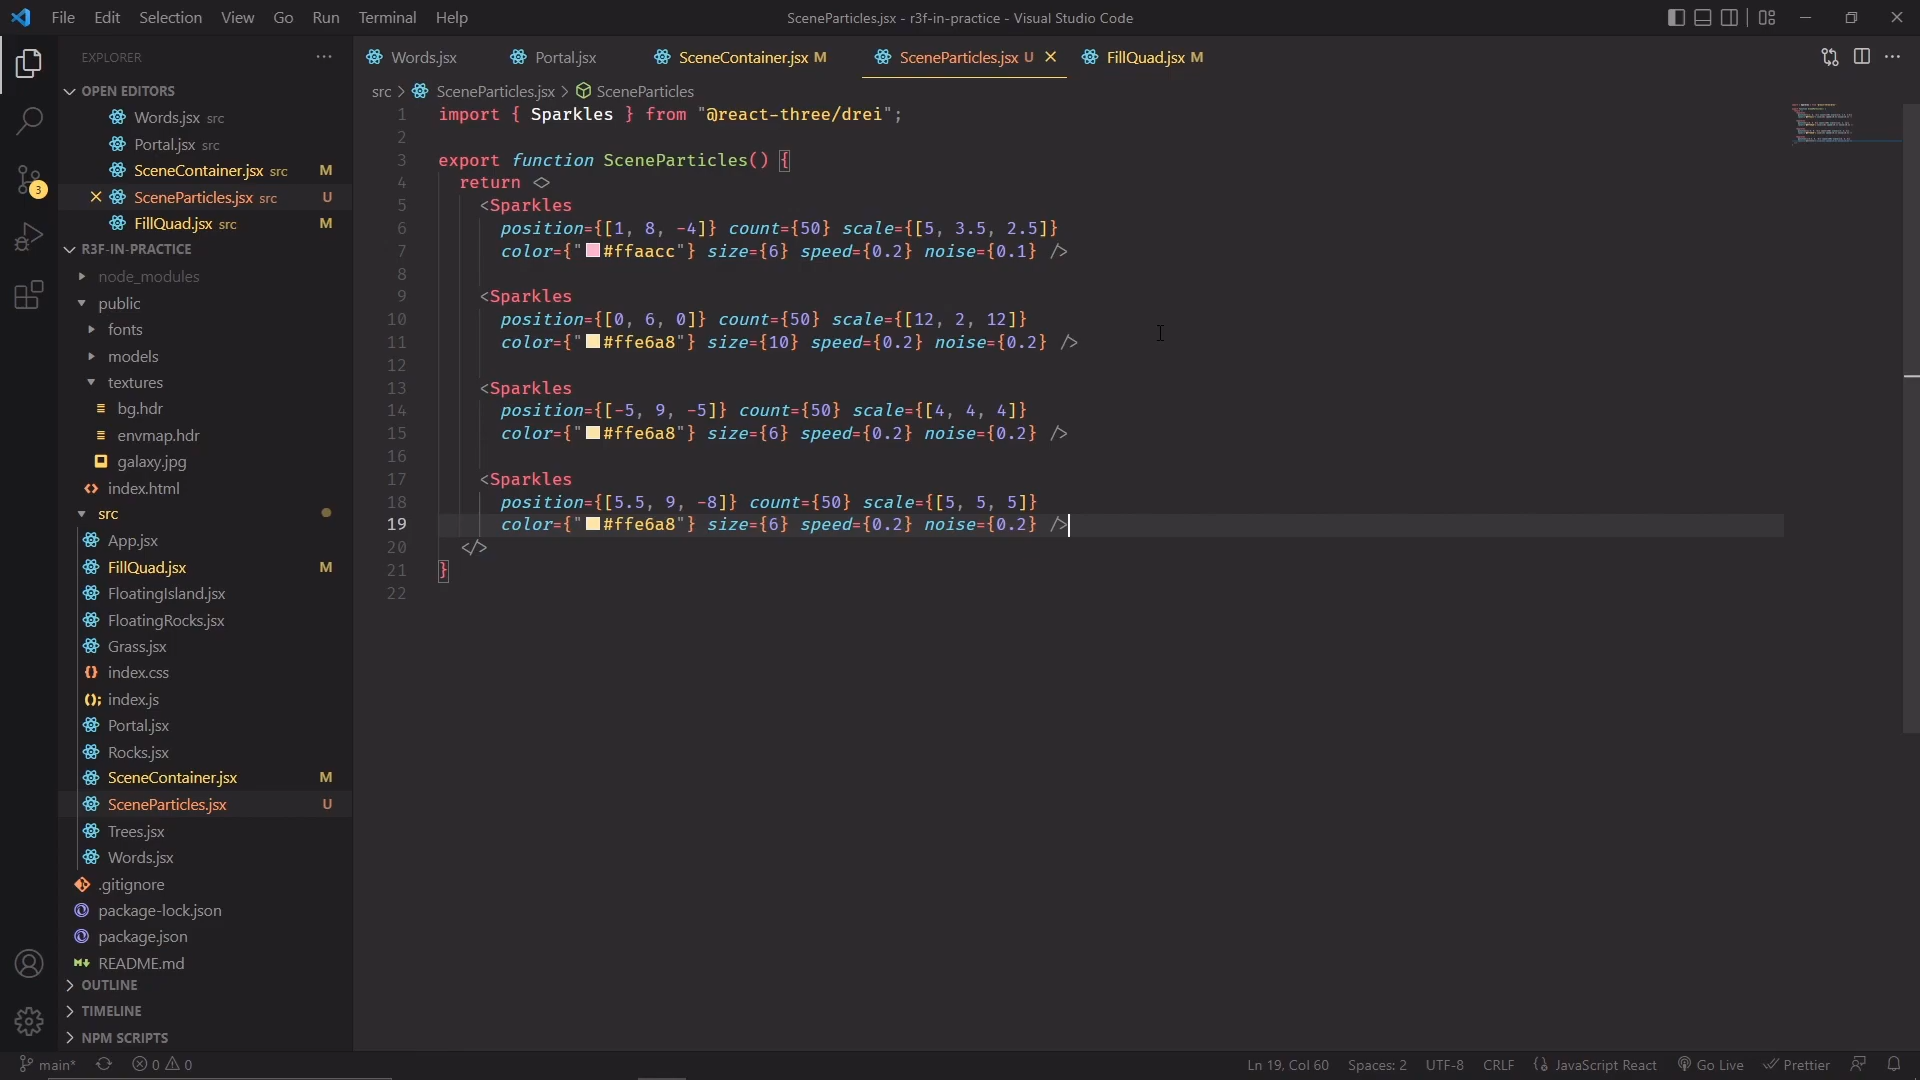 File Edit Selection View Go Run Terminal Help
SceneParticles.jsx - r3f-in-practice - Visual Studio Code
EXPLORER
OPEN EDITORS
Words.jsx src
Portal.jsx src
SceneContainer.jsx src M
SceneParticles.jsx src U
FillQuad.jsx src M
R3F-IN-PRACTICE
node_modules
public
fonts
models
textures
bg.hdr
envmap.hdr
galaxy.jpg
index.html
src
App.jsx
FillQuad.jsx M
FloatingIsland.jsx
FloatingRocks.jsx
Grass.jsx
index.css
index.js
Portal.jsx
Rocks.jsx
SceneContainer.jsx M
SceneParticles.jsx U
Trees.jsx
Words.jsx
.gitignore
package-lock.json
package.json
README.md
OUTLINE
TIMELINE
NPM SCRIPTS
3
Words.jsx Portal.jsx SceneContainer.jsx M SceneParticles.jsx U FillQuad.jsx M
src > SceneParticles.jsx > SceneParticles
1 import { Sparkles } from "@react-three/drei";
2
3 export function SceneParticles() {
4 return <>
5 <Sparkles
6 position={[1, 8, -4]} count={50} scale={[5, 3.5, 2.5]}
7 color={"#ffaacc"} size={6} speed={0.2} noise={0.1} />
8
9 <Sparkles
10 position={[0, 6, 0]} count={50} scale={[12, 2, 12]}
11 color={"#ffe6a8"} size={10} speed={0.2} noise={0.2} />
12
13 <Sparkles
14 position={[-5, 9, -5]} count={50} scale={[4, 4, 4]}
15 color={"#ffe6a8"} size={6} speed={0.2} noise={0.2} />
16
17 <Sparkles
18 position={[5.5, 9, -8]} count={50} scale={[5, 5, 5]}
19 color={"#ffe6a8"} size={6} speed={0.2} noise={0.2} />
20 </>
21 }
22
main* 0 0 Ln 19, Col 60 Spaces: 2 UTF-8 CRLF JavaScript React Go Live Prettier